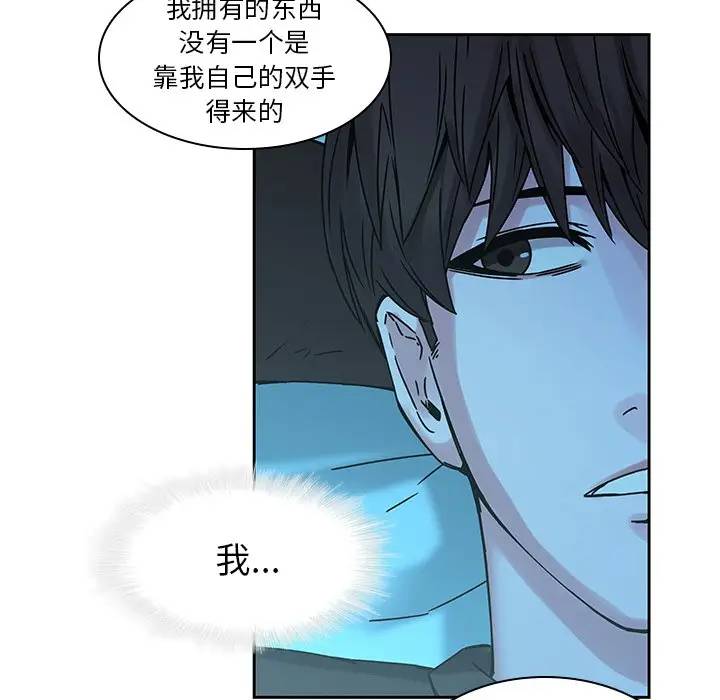 我拥有的东西
没有一个是
靠我自己的双手
得来的
我…